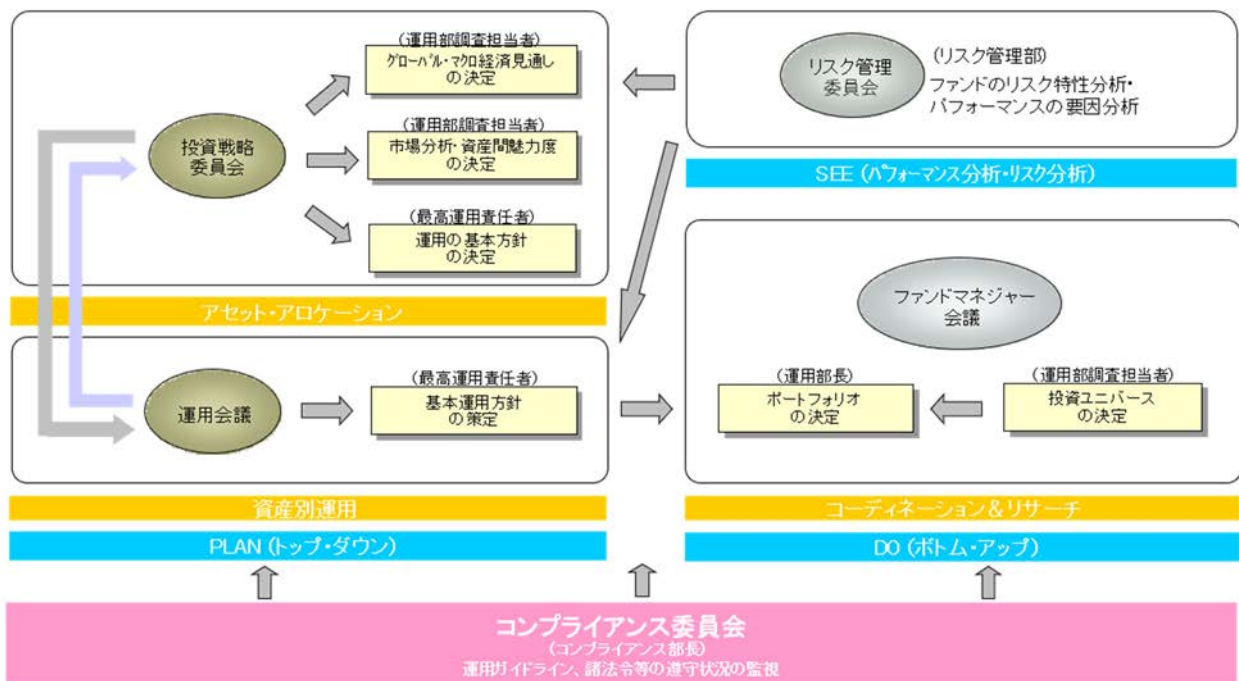 (運用部調査担当者)
グローバル・マクロ経済見通し
の決定
投資戦略
委員会
(運用部調査担当者)
市場分析・資産間魅力度
の決定
(最高運用責任者)
運用の基本方針
の決定
アセット・アロケーション
リスク管理
委員会
(リスク管理部)
ファンドのリスク特性分析・
パフォーマンスの要因分析
SEE (パフォーマンス分析・リスク分析)
運用会議
(最高運用責任者)
基本運用方針
の策定
資産別運用
PLAN (トップ・ダウン)
ファンドマネジャー
会議
(運用部長)
ポートフォリオ
の決定
(運用部調査担当者)
投資ユニバース
の決定
コーディネーション&リサーチ
DO (ボトム・アップ)
コンプライアンス委員会
(コンプライアンス部長)
運用ガイドライン、諸法令等の遵守状況の監視